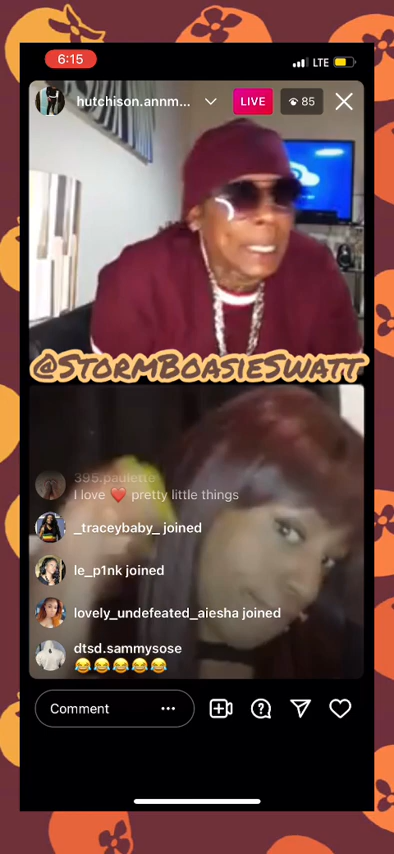 6:15
LTE
hutchison.annm...
LIVE
85
@StormBoasieSwatt
395.paulette
I love ❤️ pretty little things
_traceybaby_ joined
le_p1nk joined
lovely_undefeated_aiesha joined
dtsd.sammysose
😂😂😂😂😂
Comment